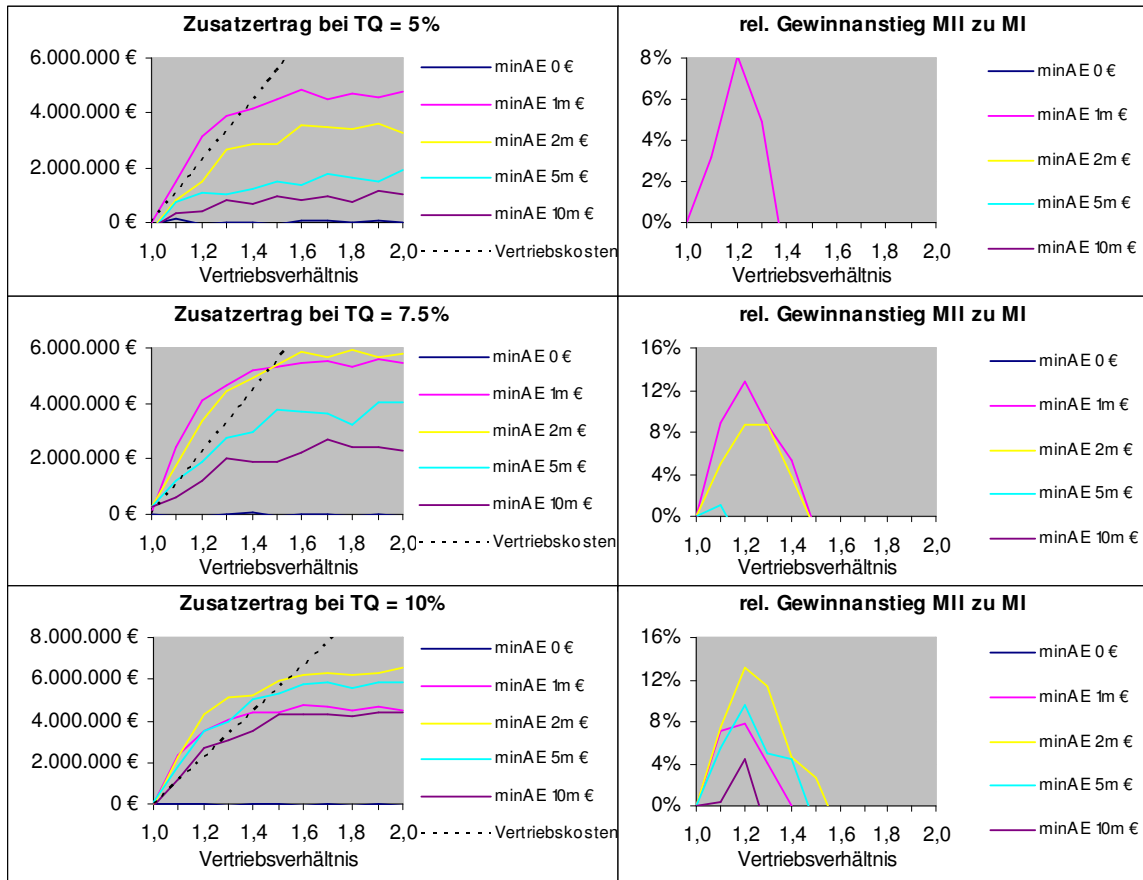 Zusatzertrag bei TQ = 5%
6.000.000 €
4.000.000 €
2.000.000 €
0 €
1,0 1,2 1,4 1,6 1,8 2,0
Vertriebsverhältnis
minAE 0 €
minAE 1m €
minAE 2m €
minAE 5m €
minAE 10m €
Vertriebskosten
rel. Gewinnanstieg MII zu MI
8%
6%
4%
2%
0%
1,0 1,2 1,4 1,6 1,8 2,0
Vertriebsverhältnis
minAE 0 €
minAE 1m €
minAE 2m €
minAE 5m €
minAE 10m €
Zusatzertrag bei TQ = 7.5%
6.000.000 €
4.000.000 €
2.000.000 €
0 €
1,0 1,2 1,4 1,6 1,8 2,0
Vertriebsverhältnis
minAE 0 €
minAE 1m €
minAE 2m €
minAE 5m €
minAE 10m €
Vertriebskosten
rel. Gewinnanstieg MII zu MI
16%
12%
8%
4%
0%
1,0 1,2 1,4 1,6 1,8 2,0
Vertriebsverhältnis
minAE 0 €
minAE 1m €
minAE 2m €
minAE 5m €
minAE 10m €
Zusatzertrag bei TQ = 10%
8.000.000 €
6.000.000 €
4.000.000 €
2.000.000 €
0 €
1,0 1,2 1,4 1,6 1,8 2,0
Vertriebsverhältnis
minAE 0 €
minAE 1m €
minAE 2m €
minAE 5m €
minAE 10m €
Vertriebskosten
rel. Gewinnanstieg MII zu MI
16%
12%
8%
4%
0%
1,0 1,2 1,4 1,6 1,8 2,0
Vertriebsverhältnis
minAE 0 €
minAE 1m €
minAE 2m €
minAE 5m €
minAE 10m €